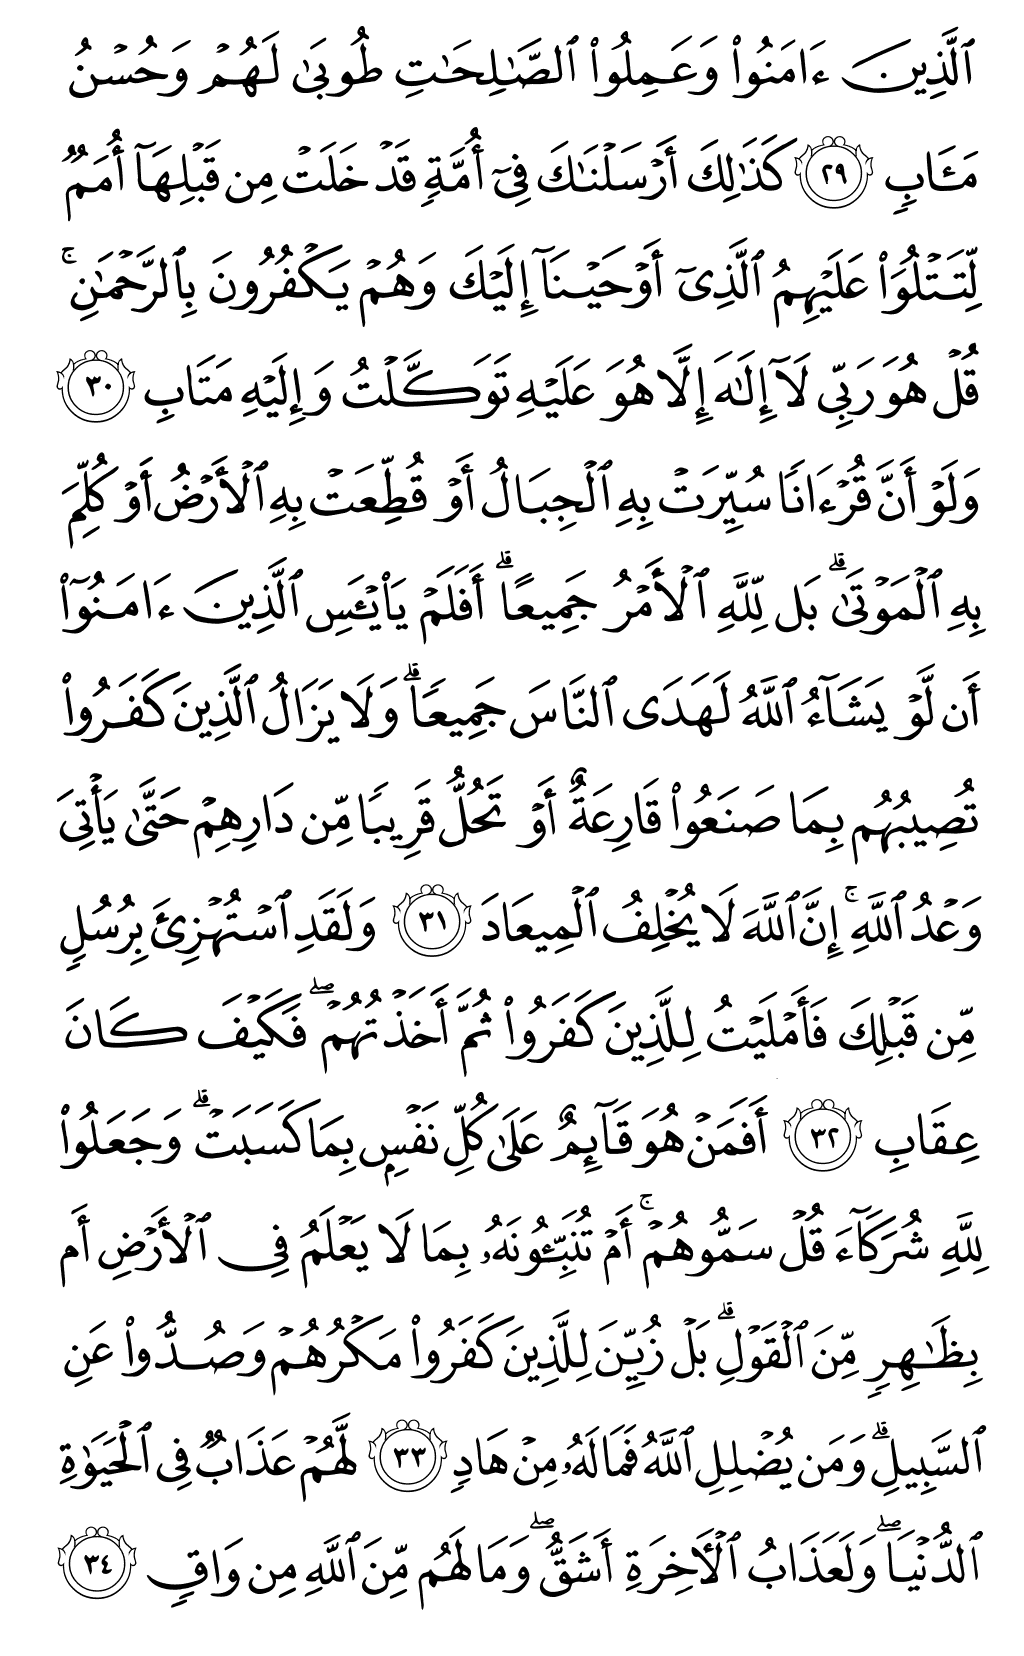 ٱلَّذِينَ ءَامَنُوا۟ وَعَمِلُوا۟ ٱلصَّـٰلِحَـٰتِ طُوبَىٰ لَهُمْ وَحُسْنُ
مَـَٔابٍ ٢٩ كَذَٰلِكَ أَرْسَلْنَـٰكَ فِىٓ أُمَّةٍ قَدْ خَلَتْ مِن قَبْلِهَآ أُمَمٌ
لِّتَتْلُوَا۟ عَلَيْهِمُ ٱلَّذِىٓ أَوْحَيْنَآ إِلَيْكَ وَهُمْ يَكْفُرُونَ بِٱلرَّحْمَـٰنِ ۚ
قُلْ هُوَ رَبِّى لَآ إِلَـٰهَ إِلَّا هُوَ عَلَيْهِ تَوَكَّلْتُ وَإِلَيْهِ مَتَابِ ٣٠
وَلَوْ أَنَّ قُرْءَانًا سُيِّرَتْ بِهِ ٱلْجِبَالُ أَوْ قُطِّعَتْ بِهِ ٱلْأَرْضُ أَوْ كُلِّمَ
بِهِ ٱلْمَوْتَىٰ ۗ بَل لِّلَّهِ ٱلْأَمْرُ جَمِيعًا ۗ أَفَلَمْ يَا۟يْـَٔسِ ٱلَّذِينَ ءَامَنُوٓا۟
أَن لَّوْ يَشَآءُ ٱللَّهُ لَهَدَى ٱلنَّاسَ جَمِيعًا ۗ وَلَا يَزَالُ ٱلَّذِينَ كَفَرُوا۟
تُصِيبُهُم بِمَا صَنَعُوا۟ قَارِعَةٌ أَوْ تَحُلُّ قَرِيبًا مِّن دَارِهِمْ حَتَّىٰ يَأْتِىَ
وَعْدُ ٱللَّهِ ۚ إِنَّ ٱللَّهَ لَا يُخْلِفُ ٱلْمِيعَادَ ٣١ وَلَقَدِ ٱسْتُهْزِئَ بِرُسُلٍ
مِّن قَبْلِكَ فَأَمْلَيْتُ لِلَّذِينَ كَفَرُوا۟ ثُمَّ أَخَذْتُهُمْ ۖ فَكَيْفَ كَانَ
عِقَابِ ٣٢ أَفَمَنْ هُوَ قَآئِمٌ عَلَىٰ كُلِّ نَفْسٍۭ بِمَا كَسَبَتْ ۗ وَجَعَلُوا۟
لِلَّهِ شُرَكَآءَ قُلْ سَمُّوهُمْ ۚ أَمْ تُنَبِّـُٔونَهُۥ بِمَا لَا يَعْلَمُ فِى ٱلْأَرْضِ أَم
بِظَـٰهِرٍ مِّنَ ٱلْقَوْلِ ۗ بَلْ زُيِّنَ لِلَّذِينَ كَفَرُوا۟ مَكْرُهُمْ وَصُدُّوا۟ عَنِ
ٱلسَّبِيلِ ۗ وَمَن يُضْلِلِ ٱللَّهُ فَمَا لَهُۥ مِنْ هَادٍ ٣٣ لَّهُمْ عَذَابٌ فِى ٱلْحَيَوٰةِ
ٱلدُّنْيَا ۖ وَلَعَذَابُ ٱلْـَٔاخِرَةِ أَشَقُّ ۖ وَمَا لَهُم مِّنَ ٱللَّهِ مِن وَاقٍ ٣٤